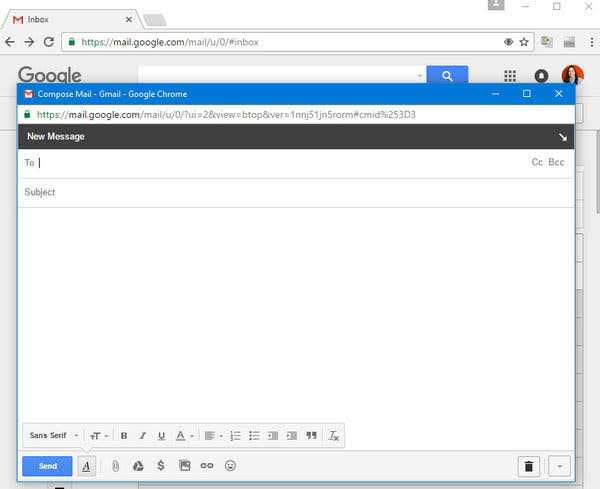 Inbox
https://mail.google.com/mail/u/0/#inbox
Google
Compose Mail - Gmail - Google Chrome
https://mail.google.com/mail/u/0/?ui=2&view=btop&ver=1nnj51jn5rorm#cmid%253D3
New Message
To
Cc Bcc
Subject
Sans Serif
B I U A
Send A $